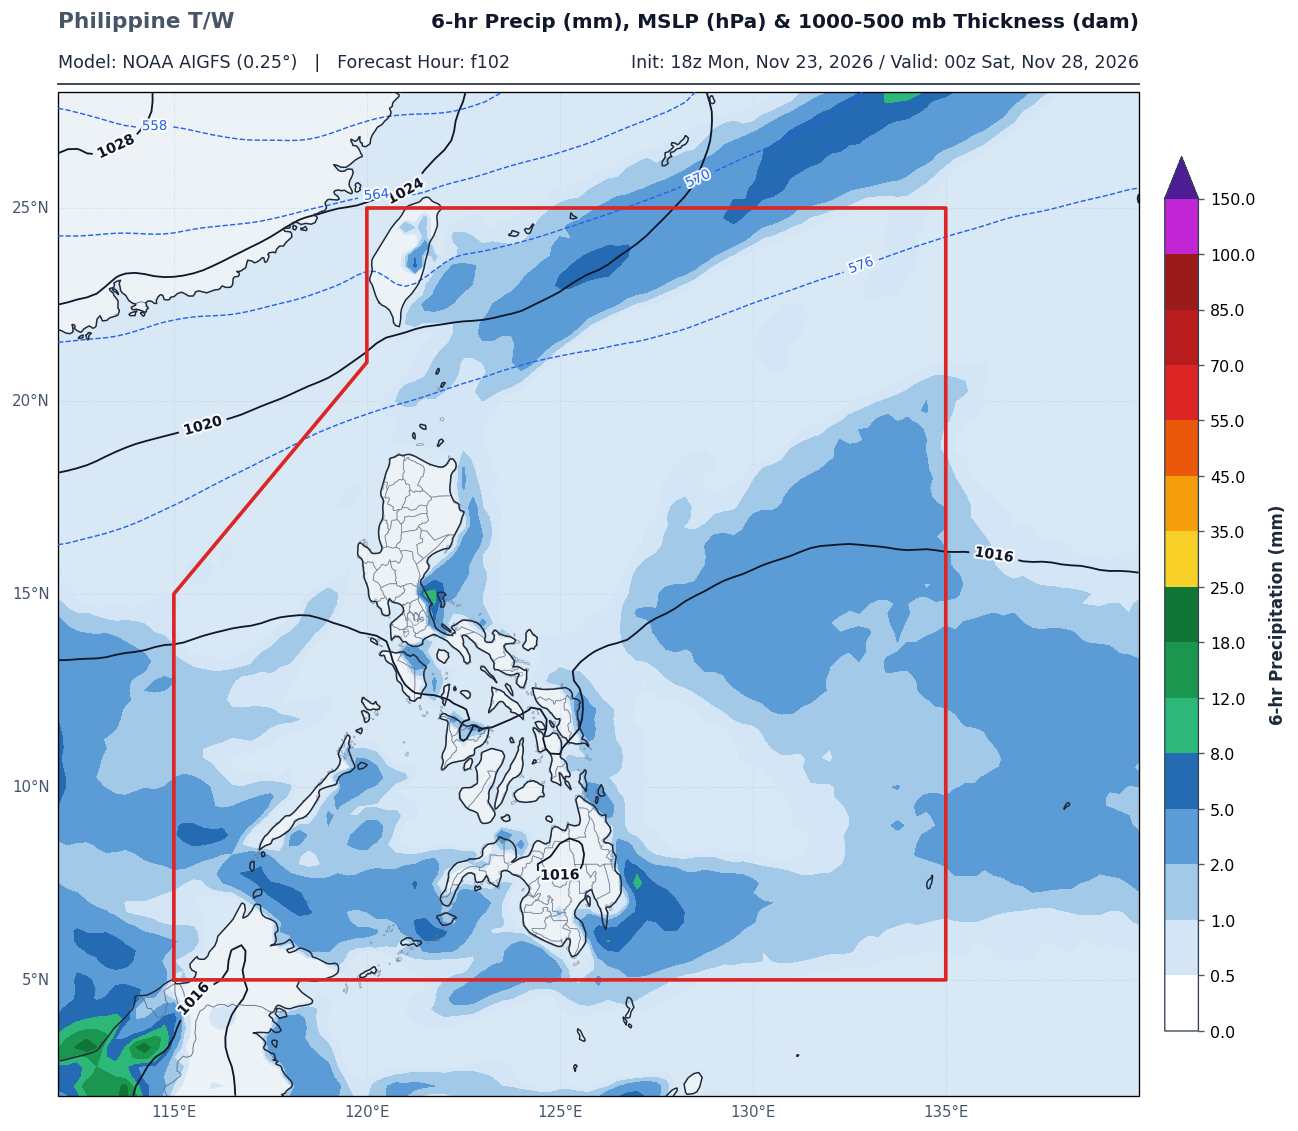 Philippine T/W
6-hr Precip (mm), MSLP (hPa) & 1000-500 mb Thickness (dam)
Model: NOAA AIGFS (0.25°) | Forecast Hour: f102
Init: 18z Mon, Nov 23, 2026 / Valid: 00z Sat, Nov 28, 2026
558
1028
564
1024
570
576
1020
1016
1016
1016
25°N
20°N
15°N
10°N
5°N
115°E
120°E
125°E
130°E
135°E
150.0
100.0
85.0
70.0
55.0
45.0
35.0
25.0
18.0
12.0
8.0
5.0
2.0
1.0
0.5
0.0
6-hr Precipitation (mm)